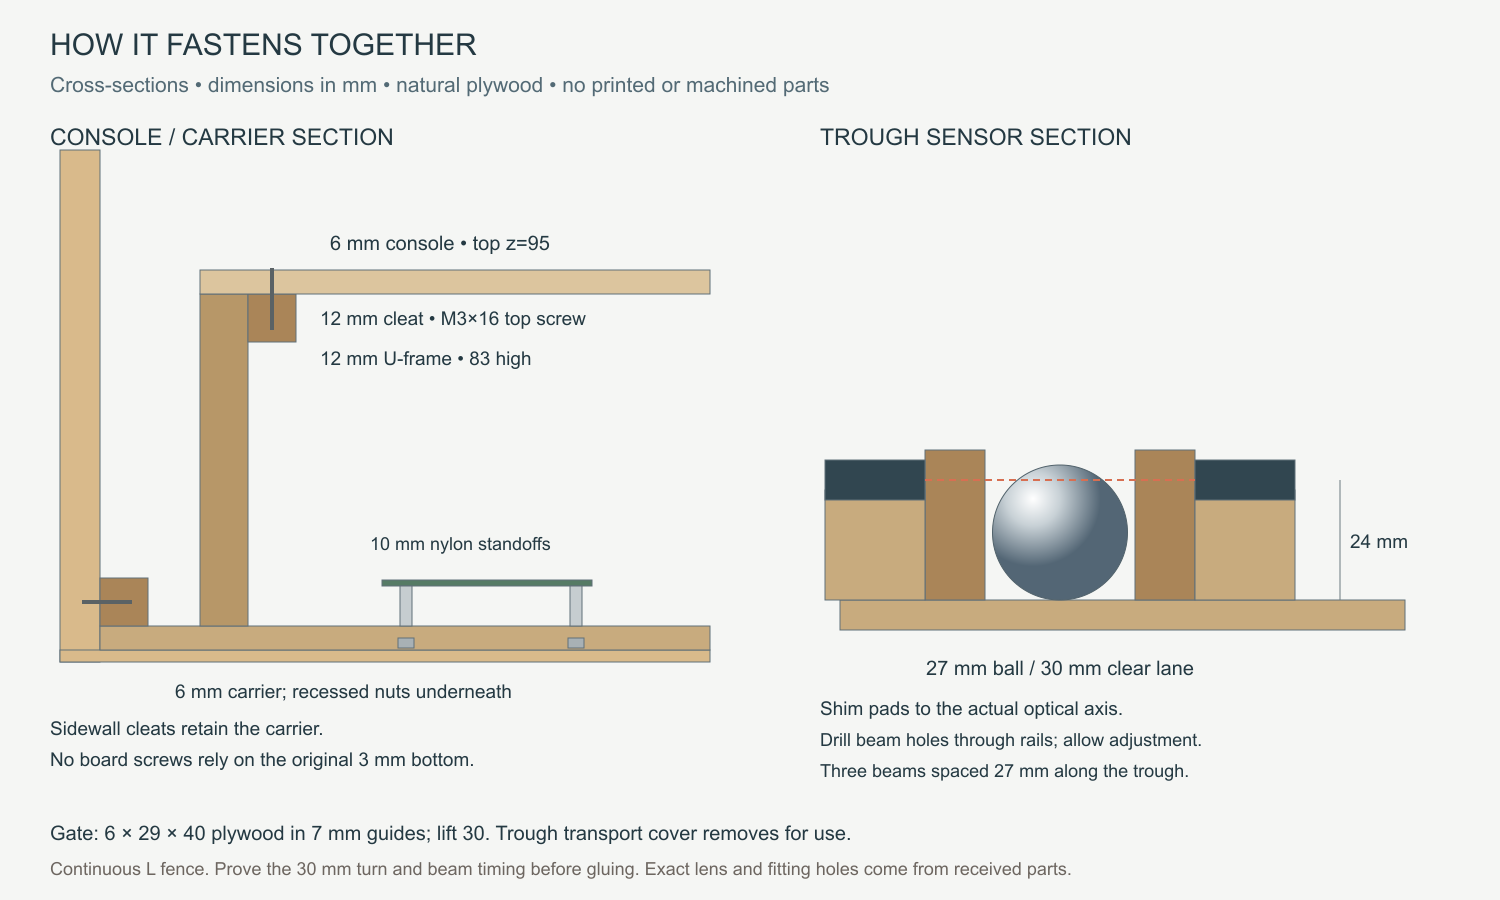 HOW IT FASTENS TOGETHER
Cross-sections • dimensions in mm • natural plywood • no printed or machined parts
CONSOLE / CARRIER SECTION
6 mm console • top z=95
12 mm cleat • M3×16 top screw
12 mm U-frame • 83 high
10 mm nylon standoffs
6 mm carrier; recessed nuts underneath
Sidewall cleats retain the carrier.
No board screws rely on the original 3 mm bottom.
TROUGH SENSOR SECTION
24 mm
27 mm ball / 30 mm clear lane
Shim pads to the actual optical axis.
Drill beam holes through rails; allow adjustment.
Three beams spaced 27 mm along the trough.
Gate: 6 × 29 × 40 plywood in 7 mm guides; lift 30. Trough transport cover removes for use.
Continuous L fence. Prove the 30 mm turn and beam timing before gluing. Exact lens and fitting holes come from received parts.